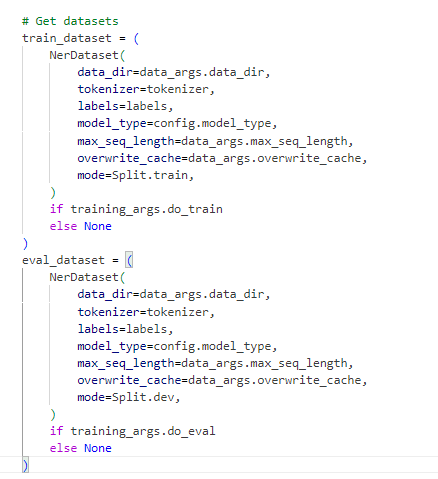 # Get datasets
train_dataset = (
    NerDataset(
        data_dir=data_args.data_dir,
        tokenizer=tokenizer,
        labels=labels,
        model_type=config.model_type,
        max_seq_length=data_args.max_seq_length,
        overwrite_cache=data_args.overwrite_cache,
        mode=Split.train,
    )
    if training_args.do_train
    else None
)
eval_dataset = (
    NerDataset(
        data_dir=data_args.data_dir,
        tokenizer=tokenizer,
        labels=labels,
        model_type=config.model_type,
        max_seq_length=data_args.max_seq_length,
        overwrite_cache=data_args.overwrite_cache,
        mode=Split.dev,
    )
    if training_args.do_eval
    else None
)